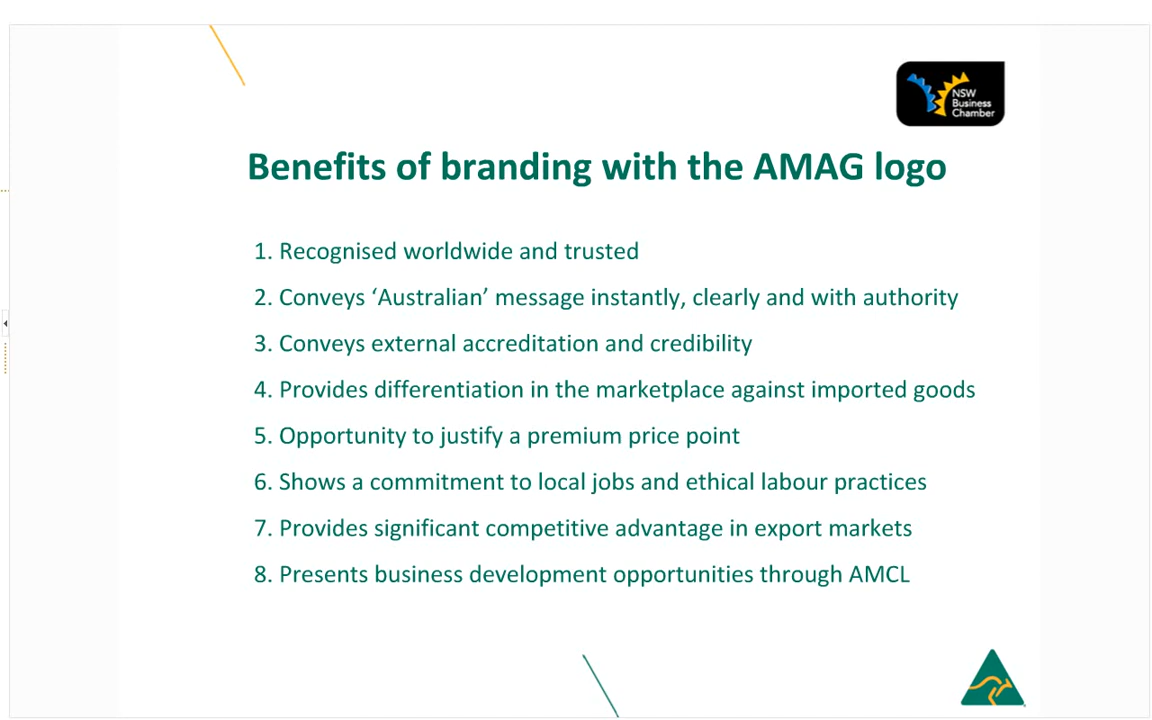 NSW
Business
Chamber
Benefits of branding with the AMAG logo
1. Recognised worldwide and trusted
2. Conveys ‘Australian’ message instantly, clearly and with authority
3. Conveys external accreditation and credibility
4. Provides differentiation in the marketplace against imported goods
5. Opportunity to justify a premium price point
6. Shows a commitment to local jobs and ethical labour practices
7. Provides significant competitive advantage in export markets
8. Presents business development opportunities through AMCL